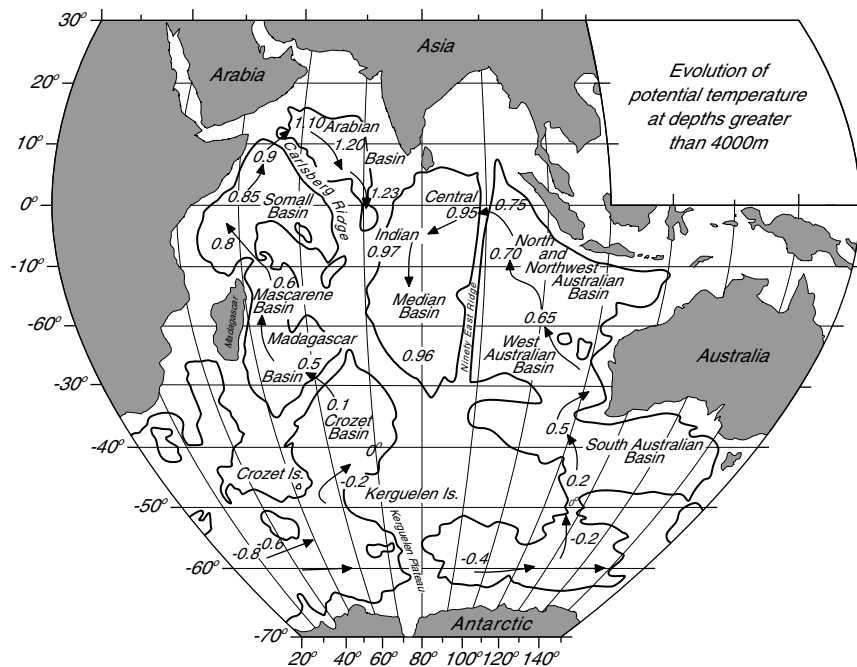 30°
Asia
Evolution of
potential temperature
at depths greater
than 4000m
20°
Arabia
10°
1.10
Arabian
1.20
Basin
0.9
Carlsberg Ridge
0.85
Somali
Basin
1.23
0°
Central
0.95
0.75
0.8
Indian
0.97
North
and
Northwest
Australian
Basin
0.70
-10°
0.6
Mascarene
Basin
Median
Basin
Ninety East Ridge
0.65
-60°
Madagascar
Madagascar
West
Australian
Basin
Australia
0.96
0.5
Basin
-30°
0.1
Crozet
Basin
0.5
South Australian
Basin
-40°
0°
Crozet Is.
-0.2
Kerguelen Is.
0.2
0°
-50°
-0.6
-0.8
Kerguelen Plateau
-0.4
-0.2
-60°
Antarctic
-70°
20° 40° 60° 80° 100° 120° 140°